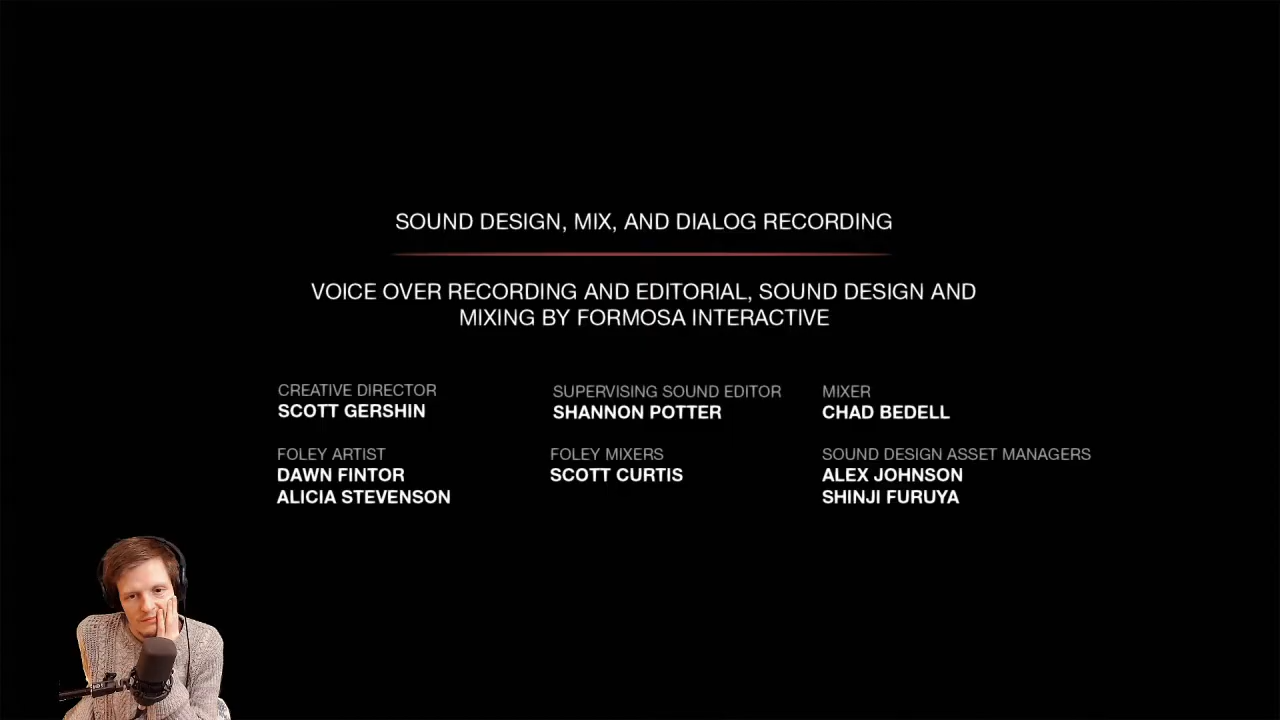 SOUND DESIGN, MIX, AND DIALOG RECORDING
VOICE OVER RECORDING AND EDITORIAL, SOUND DESIGN AND
MIXING BY FORMOSA INTERACTIVE
CREATIVE DIRECTOR
SCOTT GERSHIN
SUPERVISING SOUND EDITOR
SHANNON POTTER
MIXER
CHAD BEDELL
FOLEY ARTIST
DAWN FINTOR
ALICIA STEVENSON
FOLEY MIXERS
SCOTT CURTIS
SOUND DESIGN ASSET MANAGERS
ALEX JOHNSON
SHINJI FURUYA